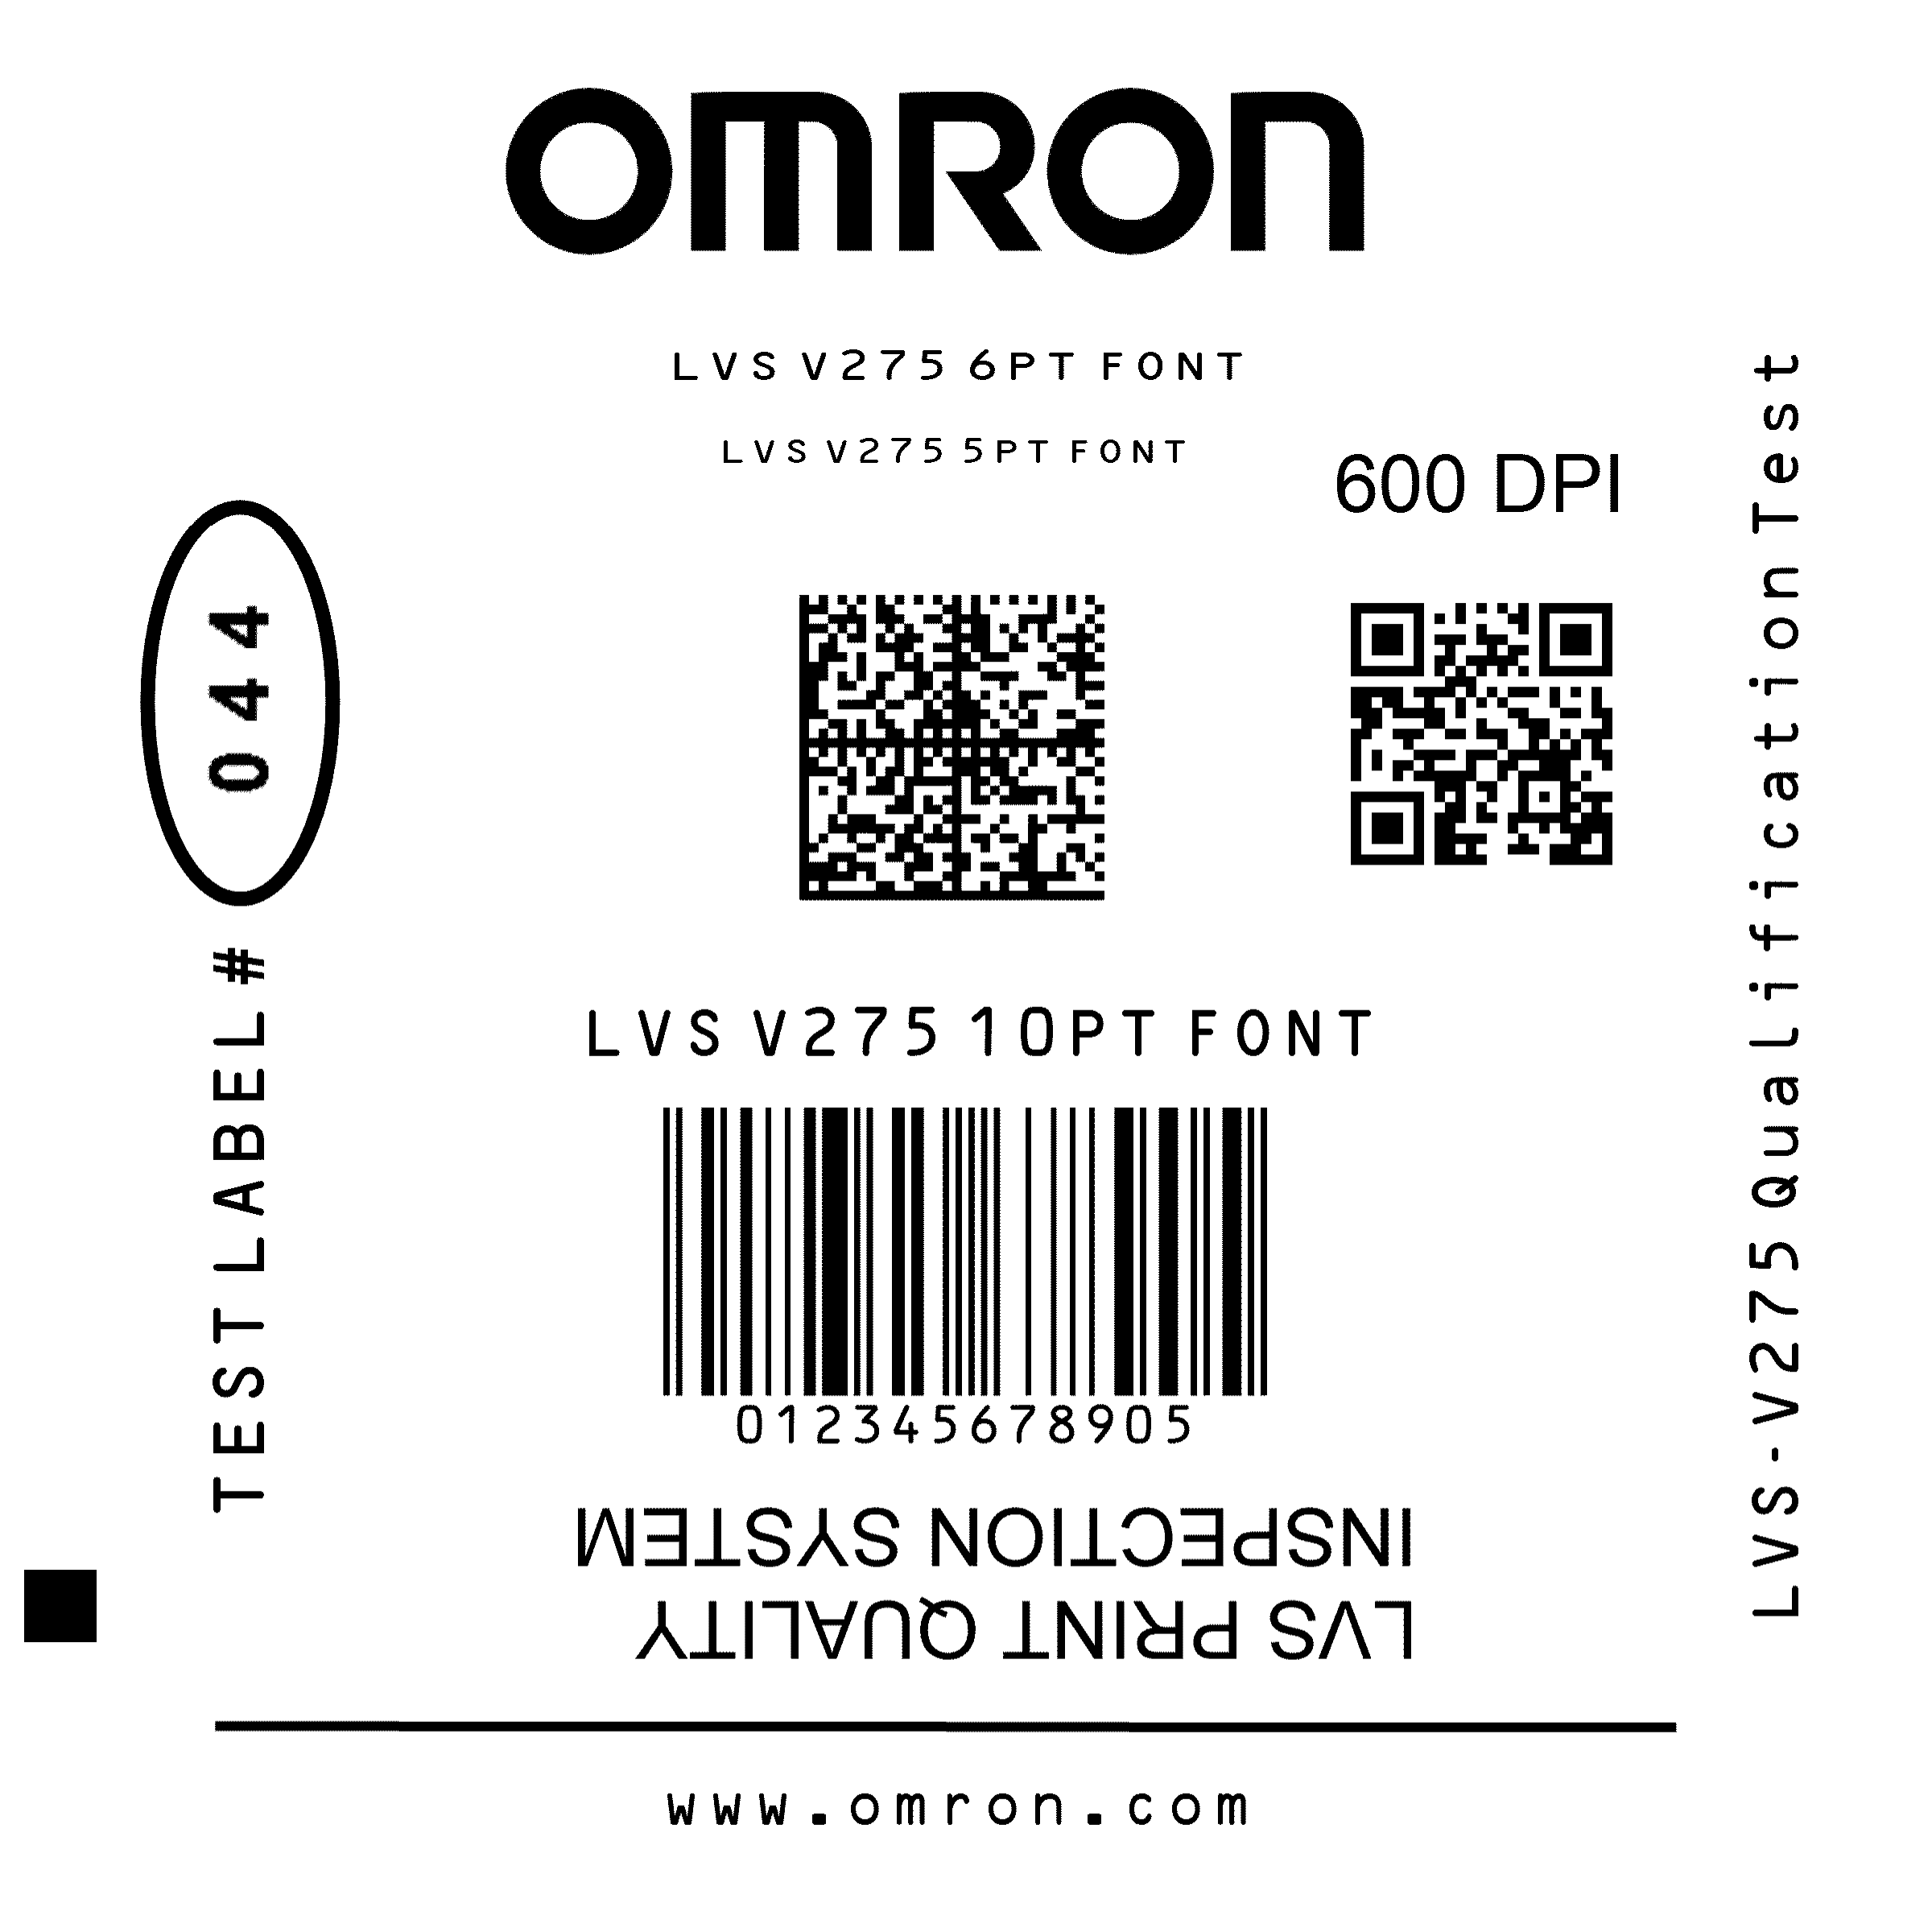 OMRON
LVS V275 6PT FONT
LVS V275 5PT FONT
600 DPI
TEST LABEL # 044
LVS-V275 Qualification Test
LVS V275 10PT FONT
012345678905
LVS PRINT QUALITY
INSPECTION SYSTEM
www.omron.com